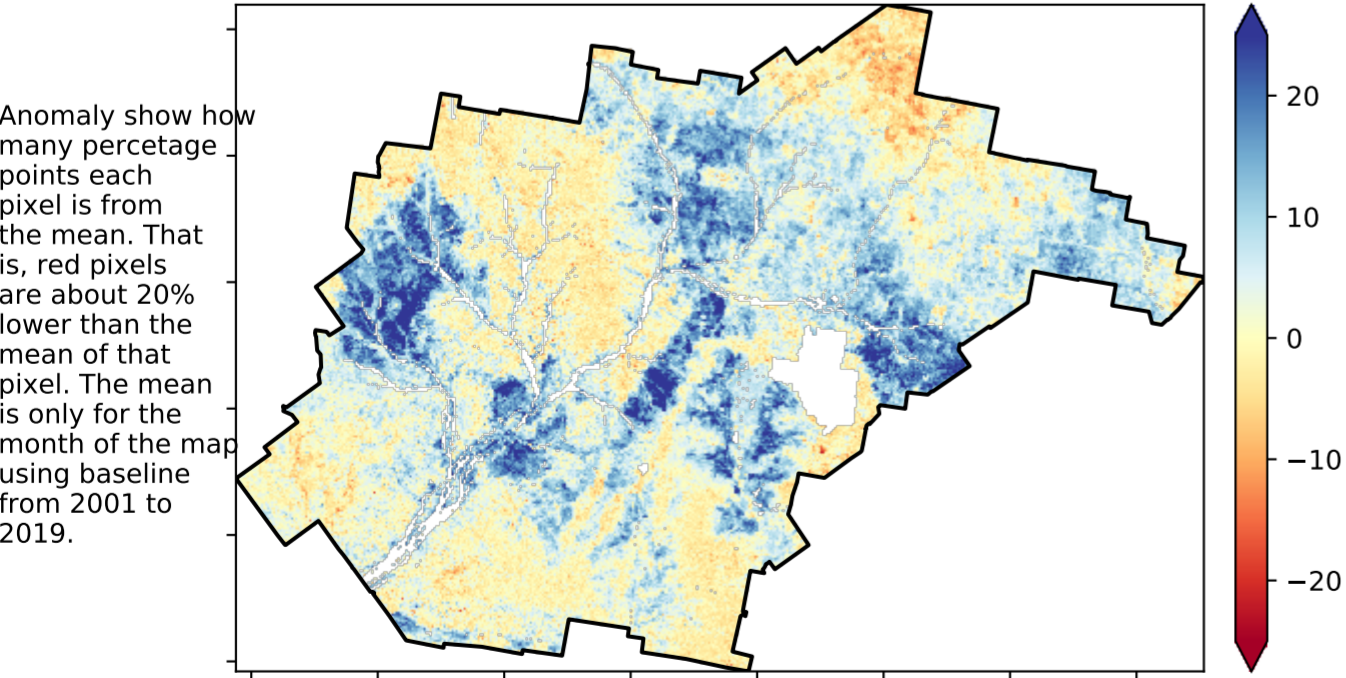 Anomaly show how
many percetage
points each
pixel is from
the mean. That
is, red pixels
are about 20%
lower than the
mean of that
pixel. The mean
is only for the
month of the map
using baseline
from 2001 to
2019.
20
10
0
−10
−20